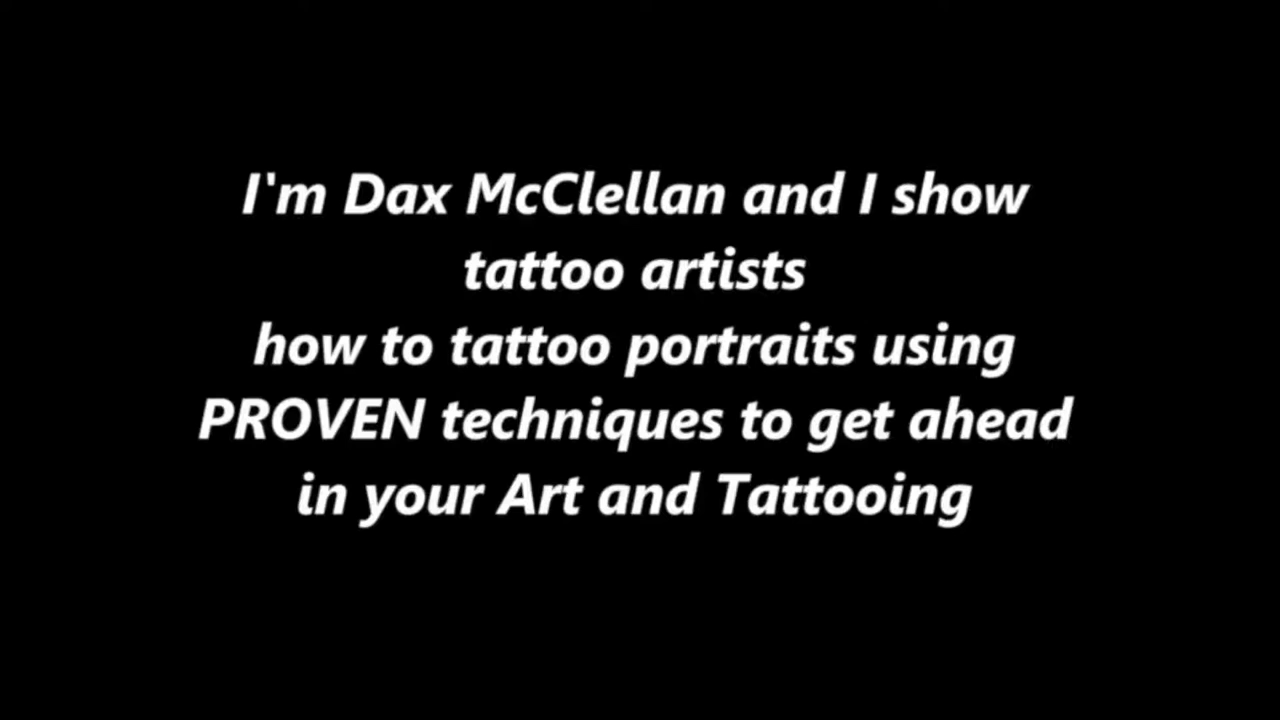 I'm Dax McClellan and I show
tattoo artists
how to tattoo portraits using
PROVEN techniques to get ahead
in your Art and Tattooing